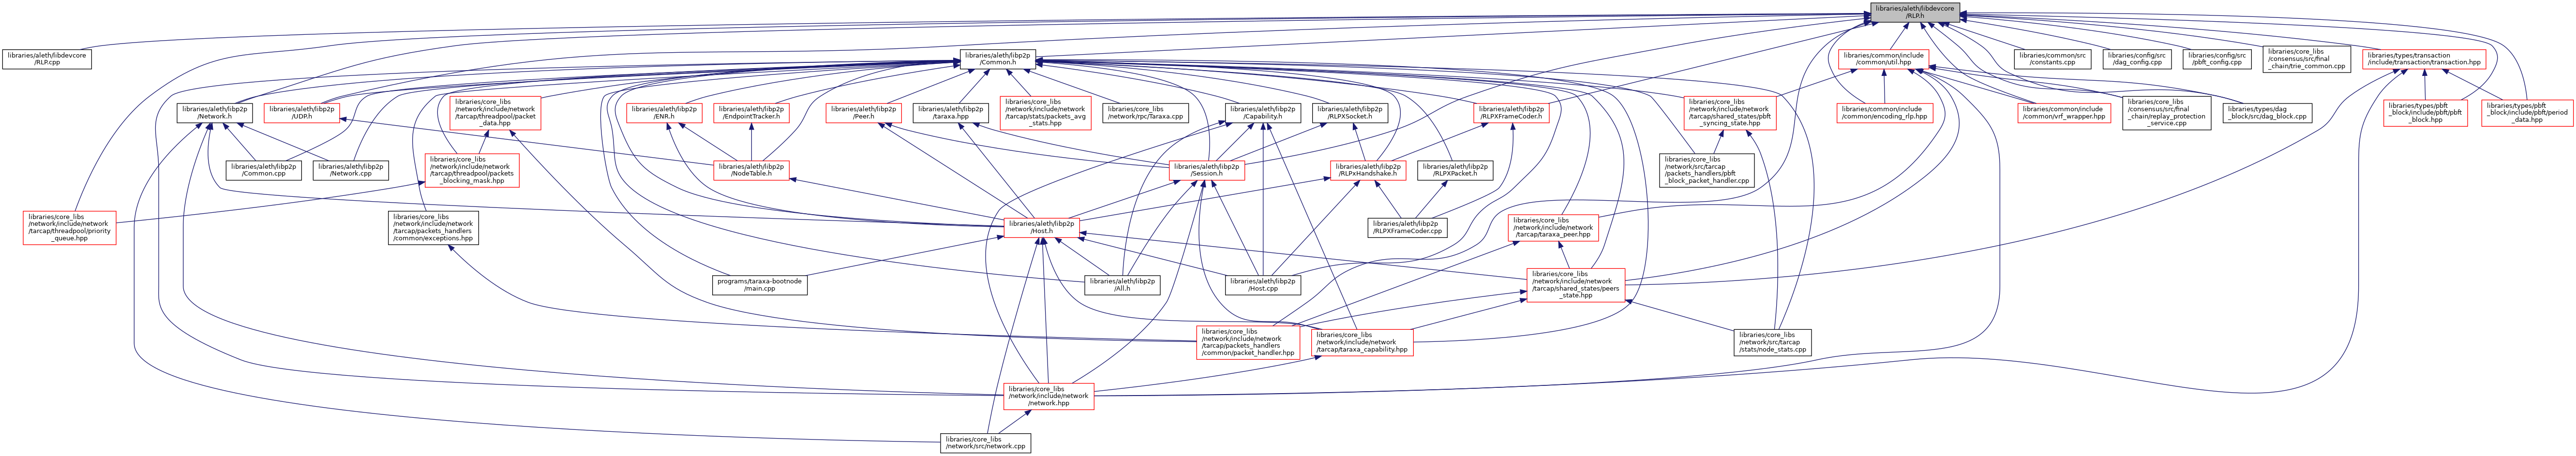 libraries/aleth/libdevcore
/RLP.h
libraries/aleth/libdevcore
/RLP.cpp
libraries/aleth/libp2p
/Common.h
libraries/common/include
/common/util.hpp
libraries/common/src
/constants.cpp
libraries/config/src
/dag_config.cpp
libraries/config/src
/pbft_config.cpp
libraries/core_libs
/consensus/src/final
_chain/trie_common.cpp
libraries/types/transaction
/include/transaction/transaction.hpp
libraries/aleth/libp2p
/Network.h
libraries/aleth/libp2p
/UDP.h
libraries/core_libs
/network/include/network
/tarcap/threadpool/packet
_data.hpp
libraries/aleth/libp2p
/ENR.h
libraries/aleth/libp2p
/EndpointTracker.h
libraries/aleth/libp2p
/Peer.h
libraries/aleth/libp2p
/taraxa.hpp
libraries/core_libs
/network/include/network
/tarcap/stats/packets_avg
_stats.hpp
libraries/core_libs
/network/rpc/Taraxa.cpp
libraries/aleth/libp2p
/Capability.h
libraries/aleth/libp2p
/RLPXSocket.h
libraries/aleth/libp2p
/RLPXFrameCoder.h
libraries/core_libs
/network/include/network
/tarcap/shared_states/pbft
_syncing_state.hpp
libraries/common/include
/common/encoding_rlp.hpp
libraries/common/include
/common/vrf_wrapper.hpp
libraries/core_libs
/consensus/src/final
_chain/replay_protection
_service.cpp
libraries/types/dag
_block/src/dag_block.cpp
libraries/types/pbft
_block/include/pbft/pbft
_block.hpp
libraries/types/pbft
_block/include/pbft/period
_data.hpp
libraries/aleth/libp2p
/Common.cpp
libraries/aleth/libp2p
/Network.cpp
libraries/core_libs
/network/include/network
/tarcap/threadpool/packets
_blocking_mask.hpp
libraries/aleth/libp2p
/NodeTable.h
libraries/aleth/libp2p
/Session.h
libraries/aleth/libp2p
/RLPxHandshake.h
libraries/aleth/libp2p
/RLPXPacket.h
libraries/core_libs
/network/src/tarcap
/packets_handlers/pbft
_block_packet_handler.cpp
libraries/core_libs
/network/include/network
/tarcap/threadpool/priority
_queue.hpp
libraries/core_libs
/network/include/network
/tarcap/packets_handlers
/common/exceptions.hpp
libraries/aleth/libp2p
/Host.h
libraries/aleth/libp2p
/RLPXFrameCoder.cpp
libraries/core_libs
/network/include/network
/tarcap/taraxa_peer.hpp
programs/taraxa-bootnode
/main.cpp
libraries/aleth/libp2p
/All.h
libraries/aleth/libp2p
/Host.cpp
libraries/core_libs
/network/include/network
/tarcap/shared_states/peers
_state.hpp
libraries/core_libs
/network/include/network
/tarcap/packets_handlers
/common/packet_handler.hpp
libraries/core_libs
/network/include/network
/tarcap/taraxa_capability.hpp
libraries/core_libs
/network/src/tarcap
/stats/node_stats.cpp
libraries/core_libs
/network/include/network
/network.hpp
libraries/core_libs
/network/src/network.cpp